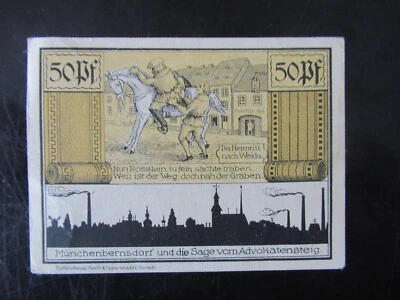 50 Pf
50 Pf
Der Heimritt
nach Weida.
Nun Rösslein, tu fein sachte traben,
Weit ist der Weg, doch nah der Graben
Münchenbernsdorf und die Sage vom Advokatensteig